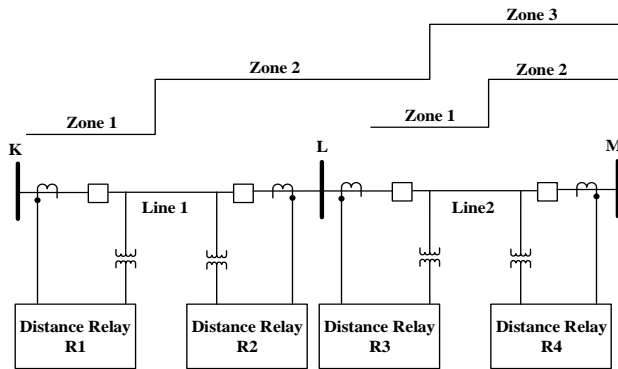 Zone 3
Zone 2
Zone 2
Zone 1
Zone 1
K
L
M
Line 1
Line2
Distance Relay
R1
Distance Relay
R2
Distance Relay
R3
Distance Relay
R4